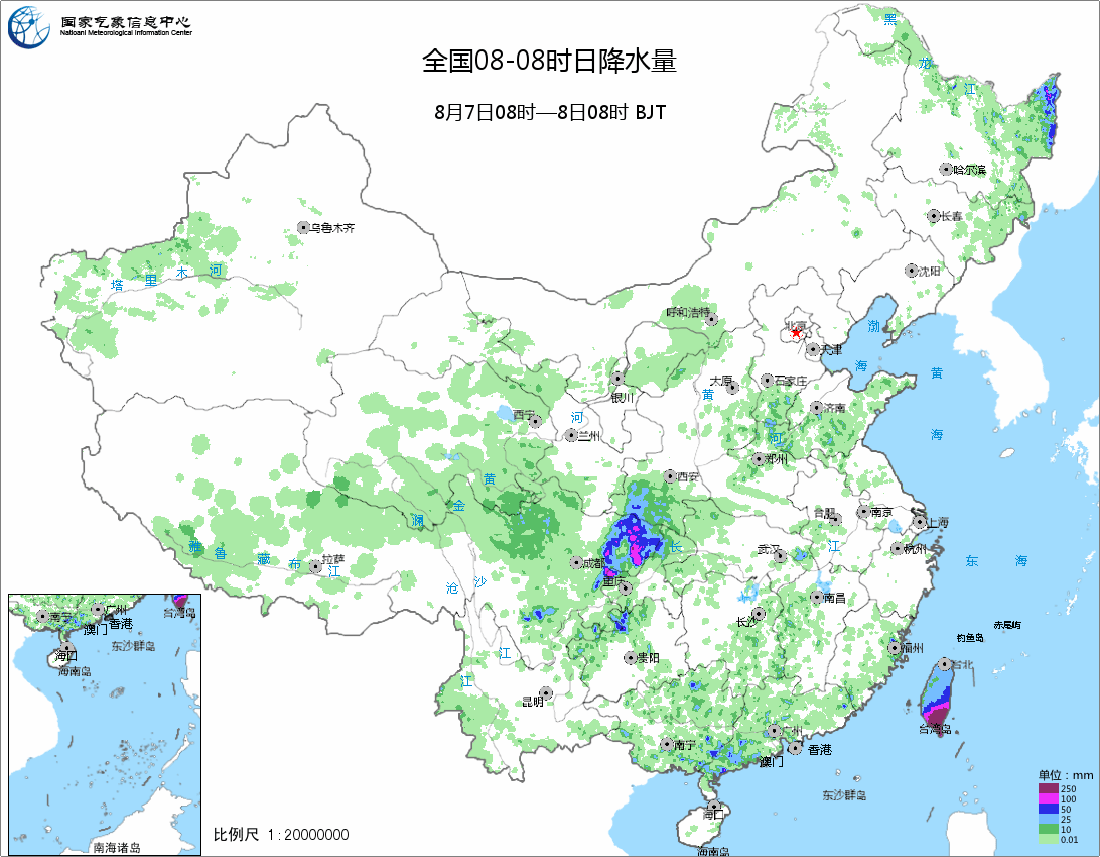 国家气象信息中心
Natioanl Meteorological Information Center
全国08-08时日降水量
8月7日08时—8日08时 BJT
黑
龙
江
哈尔滨
长春
乌鲁木齐
塔 里 木 河
沈阳
呼和浩特
北京
渤
天津
海
黄
太原
石家庄
银川
黄
济南
西宁
河
兰州
河
海
郑州
西安
黄
金
澜
合肥
南京
上海
雅 鲁 藏 布 江
拉萨
成都
长
武汉
江
杭州
东 海
沧 沙
重庆
南昌
长沙
赤尾屿
钓鱼岛
江
贵阳
福州
台北
江
昆明
台湾岛
南宁
广州
香港
澳门
东沙群岛
海口
海南岛
南宁
广州
香港
澳门
台湾岛
海口
海南岛
东沙群岛
南海诸岛
比例尺 1:20000000
单位:mm
250
100
50
25
10
0.01